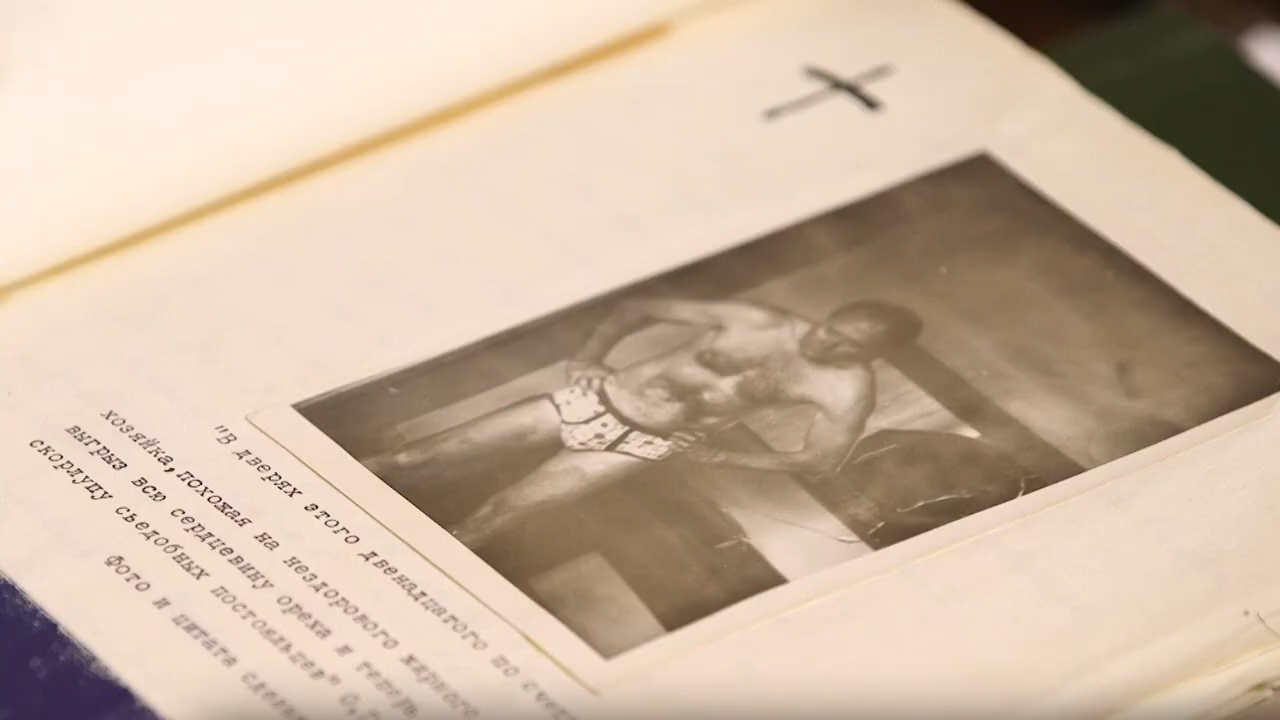 "В дверях этого двенадцатого по счету
хозяйка, похожая на нездорового жирного
выгрыз всю сердцевину ореха и теперь
скорлупу съедобных постояльцев"
Фото и цитата